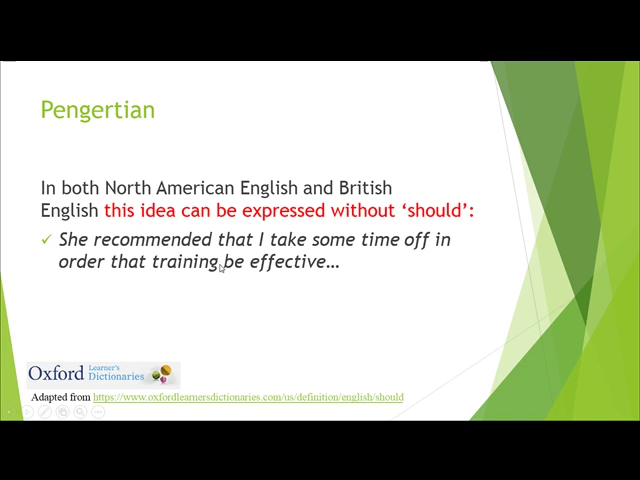 Pengertian
In both North American English and British
English this idea can be expressed without ‘should’:
She recommended that I take some time off in
order that training be effective…
Oxford Learner's Dictionaries
Adapted from https://www.oxfordlearnersdictionaries.com/us/definition/english/should